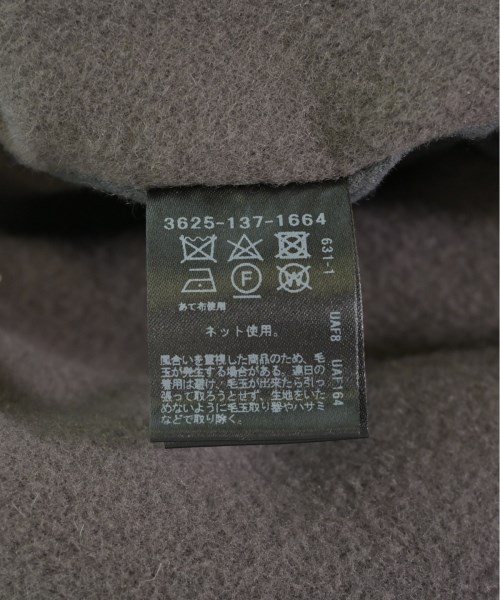 3625-137-1664
631-1
F
W
あて布使用
ネット使用。
UAF8 UAF164
風合いを重視した商品のため、毛
玉が発生する場合がある。連日の
着用は避け、毛玉が出来たら引っ
張って取ろうとせず、生地をいた
めないように毛玉取り器やハサミ
などで取り除く。